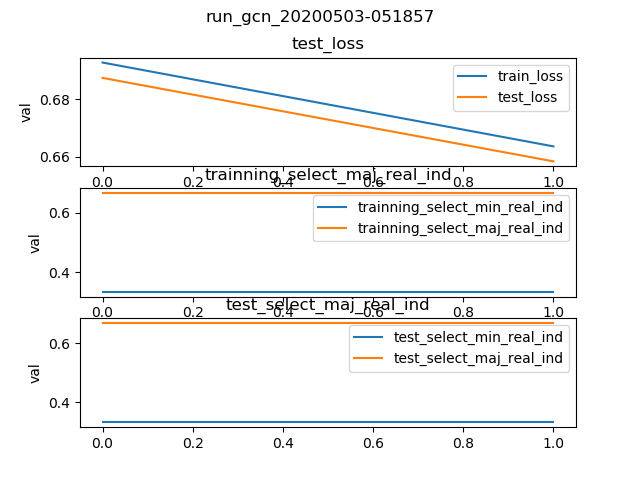 run_gcn_20200503-051857
test_loss
val
0.68
0.66
train_loss
test_loss
0.0 0.2 0.4 0.6 0.8 1.0
trainning_select_maj_real_ind
val
0.6
0.4
trainning_select_min_real_ind
trainning_select_maj_real_ind
0.0 0.2 0.4 0.6 0.8 1.0
test_select_maj_real_ind
val
0.6
0.4
test_select_min_real_ind
test_select_maj_real_ind
0.0 0.2 0.4 0.6 0.8 1.0